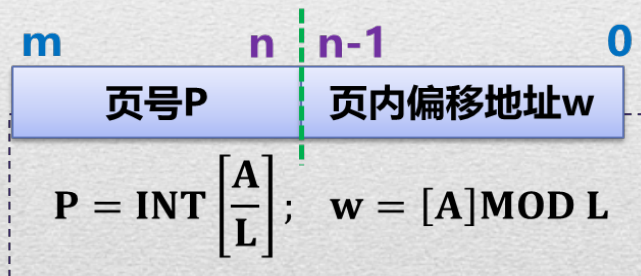 m n n-1 0
页号P 页内偏移地址w
P = INT [A/L] ; w = [A]MOD L